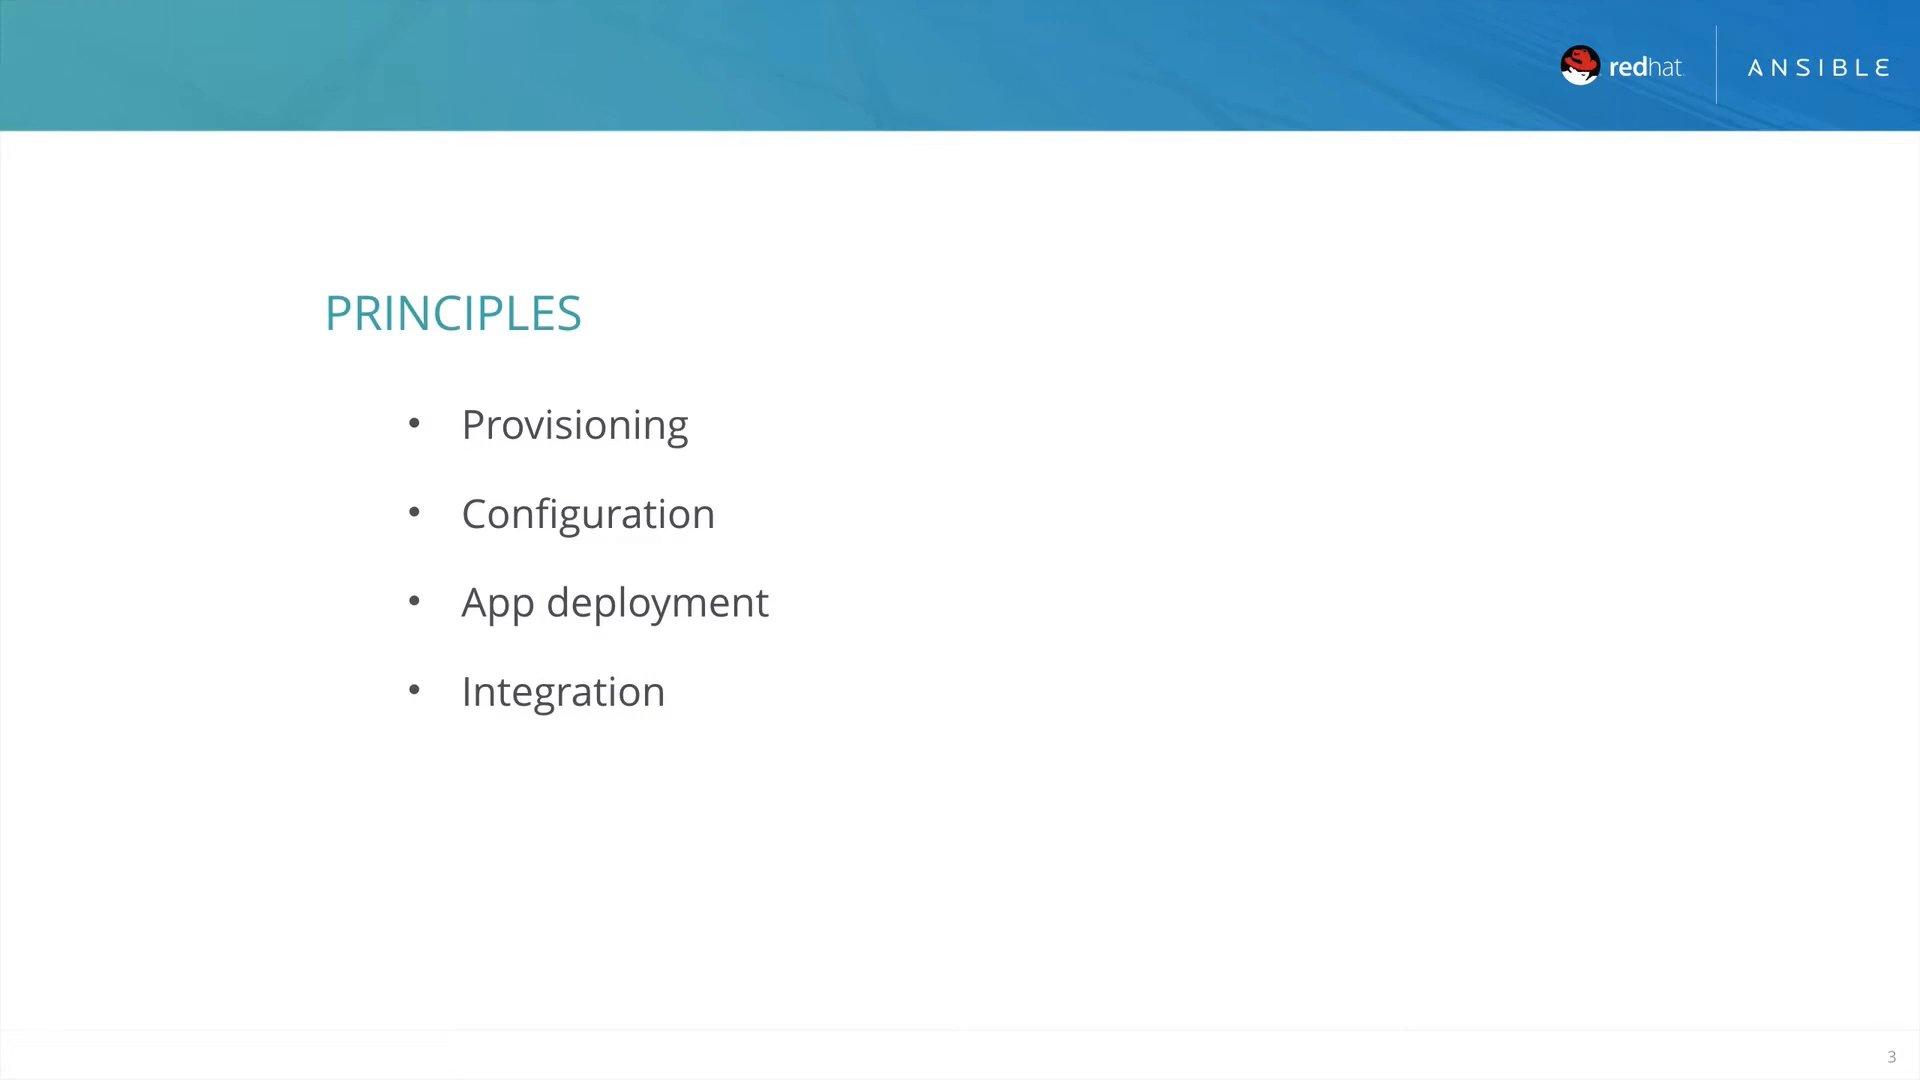 redhat. ANSIBLE
PRINCIPLES
• Provisioning
• Configuration
• App deployment
• Integration
3